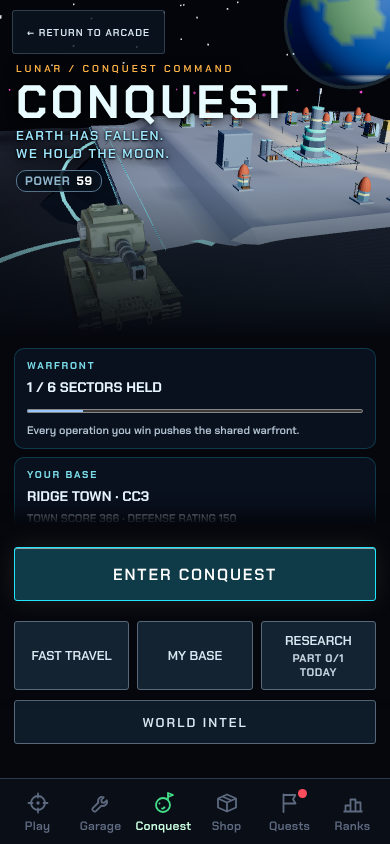 ← RETURN TO ARCADE
LUNAR / CONQUEST COMMAND
CONQUEST
EARTH HAS FALLEN.
WE HOLD THE MOON.
POWER 59
WARFRONT
1 / 6 SECTORS HELD
Every operation you win pushes the shared warfront.
YOUR BASE
RIDGE TOWN · CC3
TOWN SCORE 366 · DEFENSE RATING 150
ENTER CONQUEST
FAST TRAVEL
MY BASE
RESEARCH
PART 0/1
TODAY
WORLD INTEL
Play
Garage
Conquest
Shop
Quests
Ranks